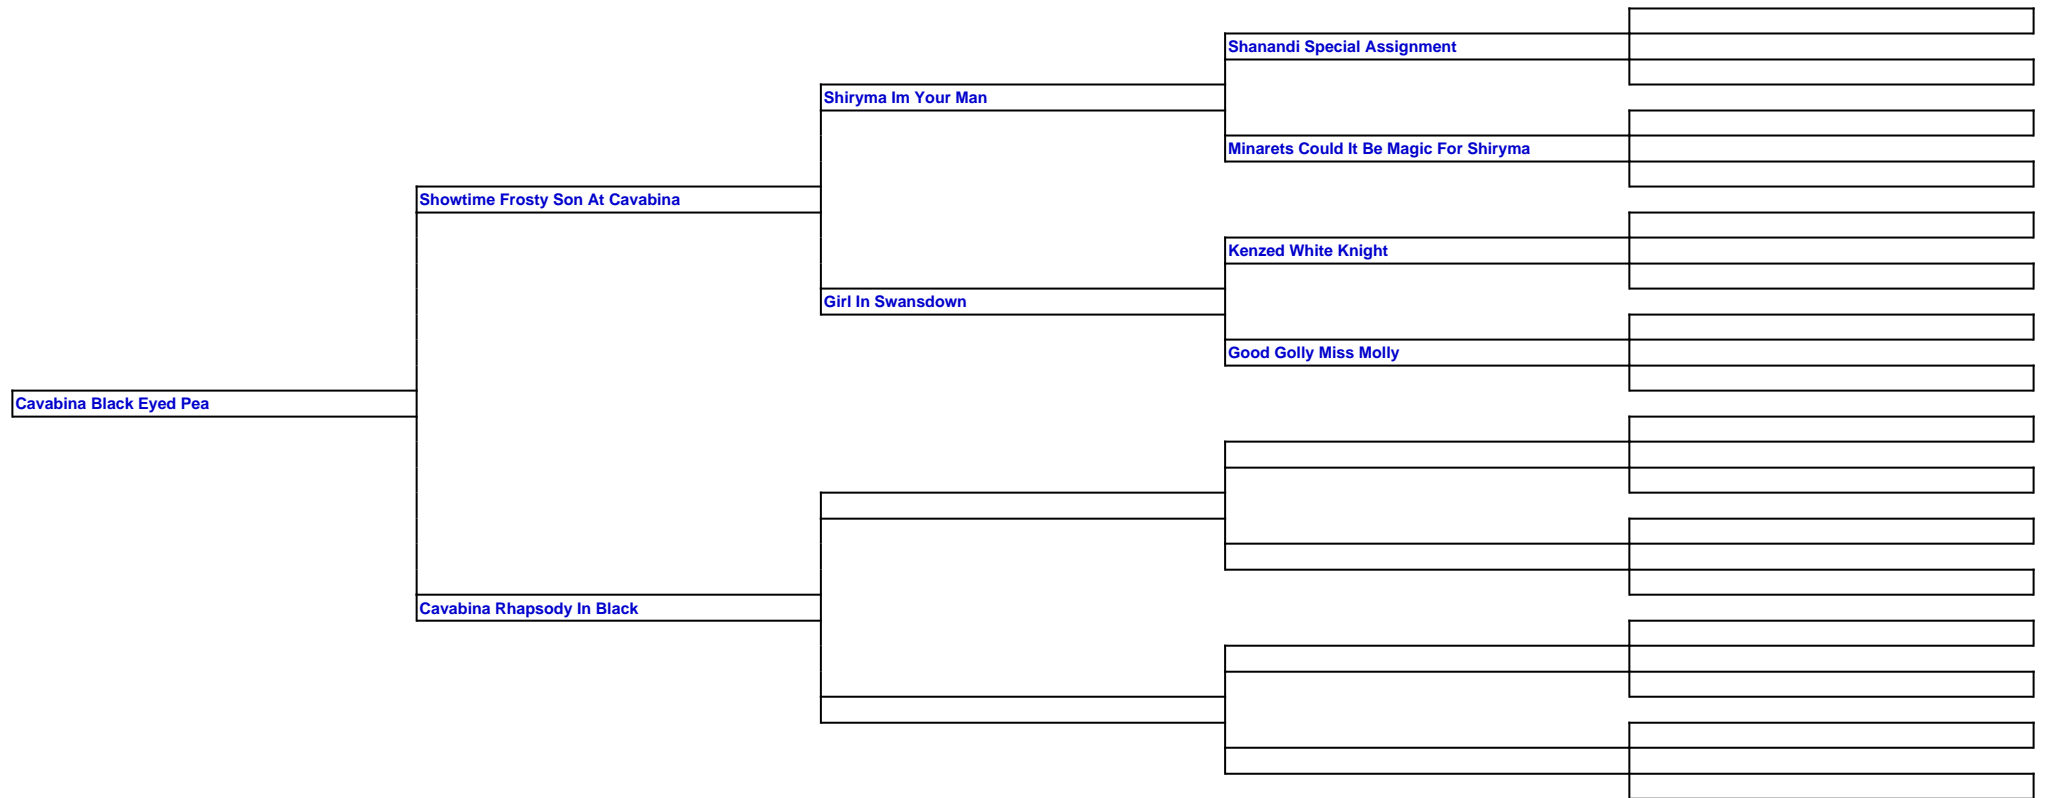 Shanandi Special Assignment
Shiryma Im Your Man
Minarets Could It Be Magic For Shiryma
Showtime Frosty Son At Cavabina
Kenzed White Knight
Girl In Swansdown
Good Golly Miss Molly
Cavabina Black Eyed Pea
Cavabina Rhapsody In Black